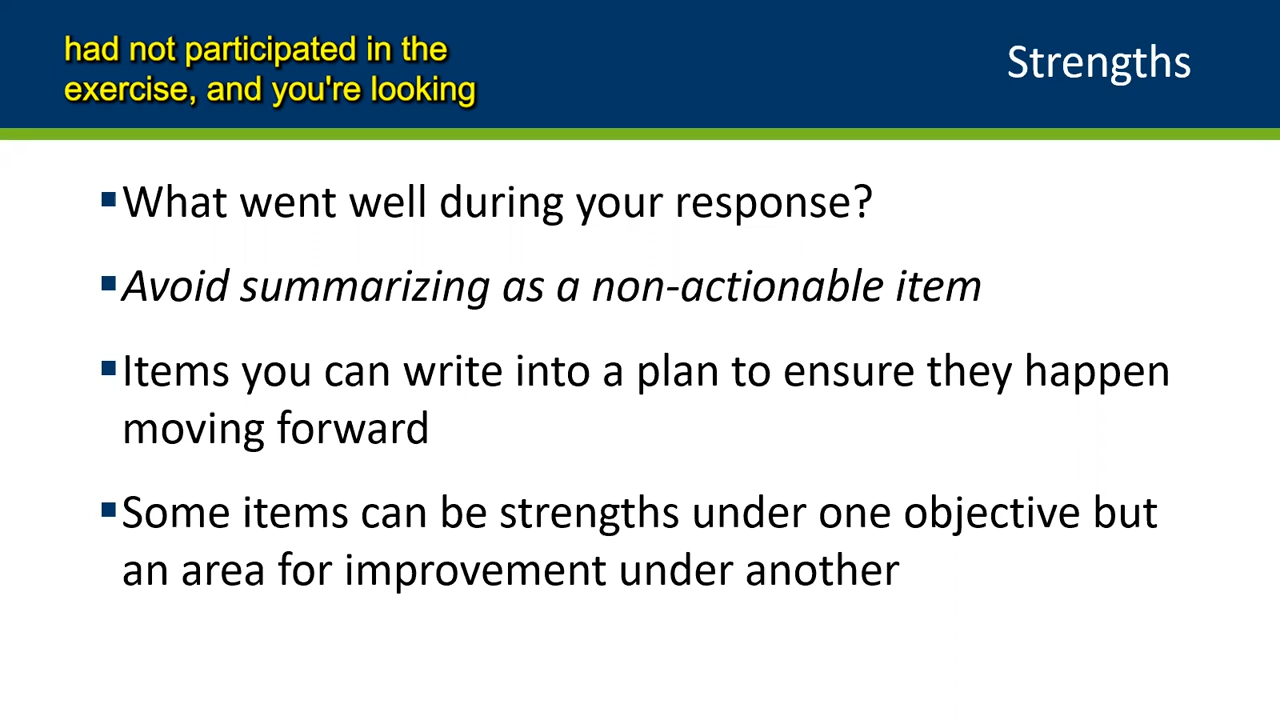 had not participated in the
exercise, and you're looking
Strengths
▪What went well during your response?
▪Avoid summarizing as a non-actionable item
▪Items you can write into a plan to ensure they happen
moving forward
▪Some items can be strengths under one objective but
an area for improvement under another